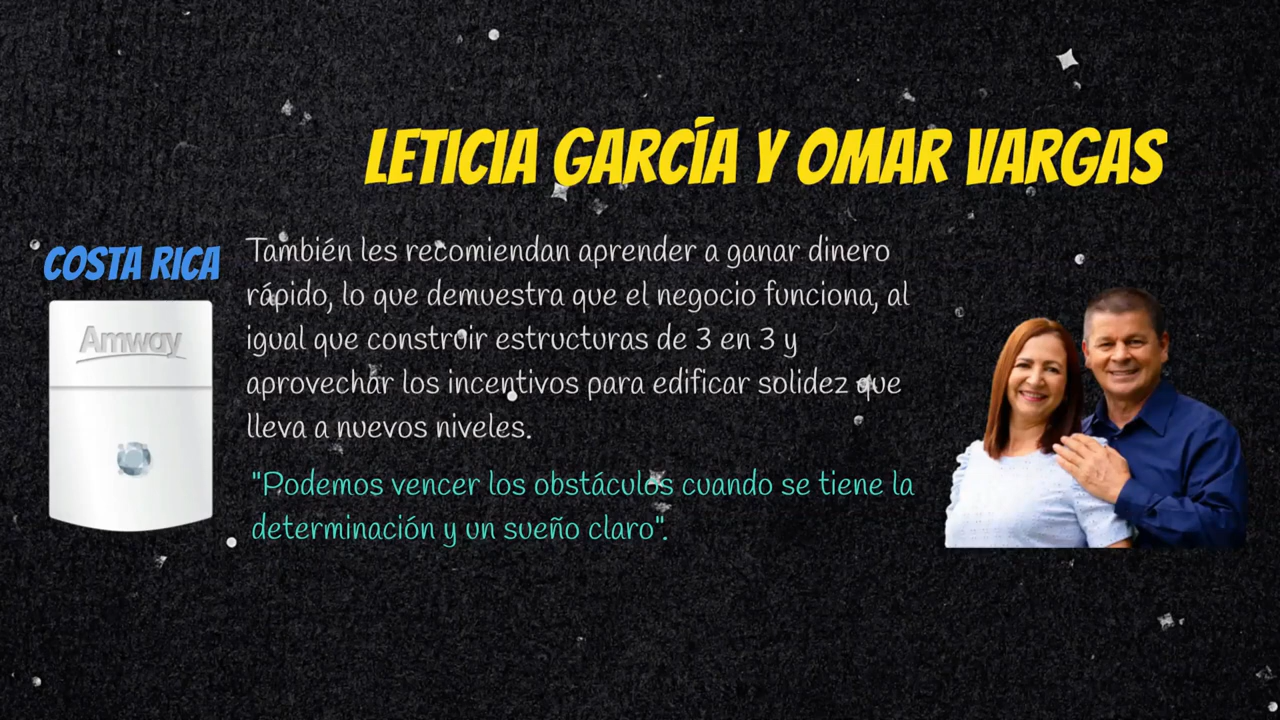 LETICIA GARCÍA Y OMAR VARGAS
COSTA RICA
Amway
También les recomiendan aprender a ganar dinero
rápido, lo que demuestra que el negocio funciona, al
igual que construir estructuras de 3 en 3 y
aprovechar los incentivos para edificar solidez que
lleva a nuevos niveles.
"Podemos vencer los obstáculos cuando se tiene la
determinación y un sueño claro".